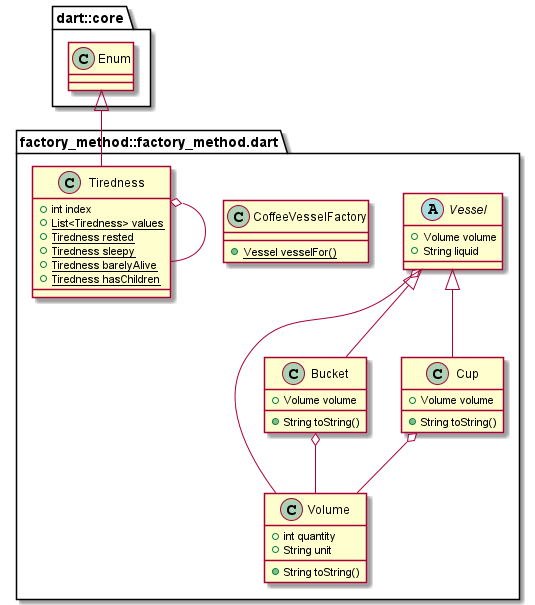 dart::core
C Enum
factory_method::factory_method.dart
C Tiredness
int index
List<Tiredness> values
Tiredness rested
Tiredness sleepy
Tiredness barelyAlive
Tiredness hasChildren
C CoffeeVesselFactory
Vessel vesselFor()
A Vessel
Volume volume
String liquid
C Bucket
Volume volume
String toString()
C Cup
Volume volume
String toString()
C Volume
int quantity
String unit
String toString()